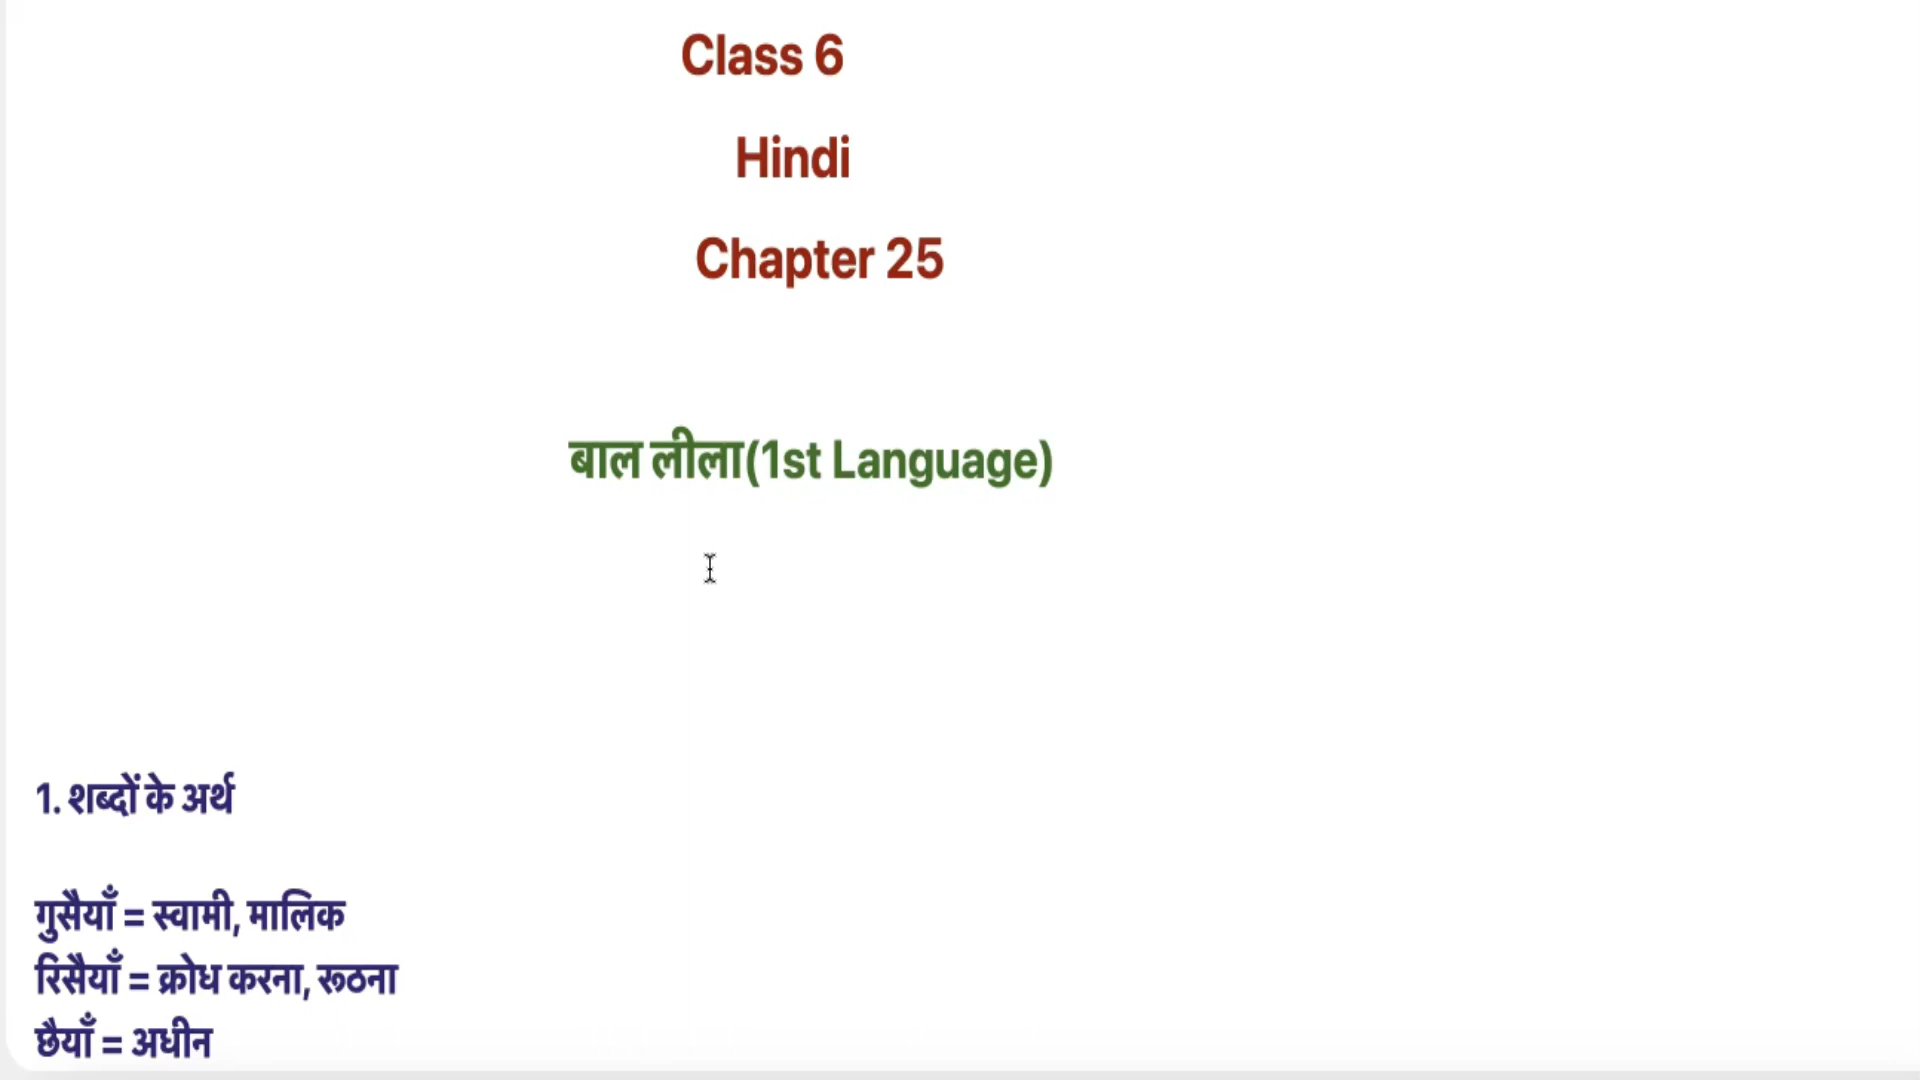 Class 6
Hindi
Chapter 25
बाल लीला(1st Language)
1. शब्दों के अर्थ
गुसैयाँ = स्वामी, मालिक
रिसैयाँ = क्रोध करना, रूठना
छैयाँ = अधीन